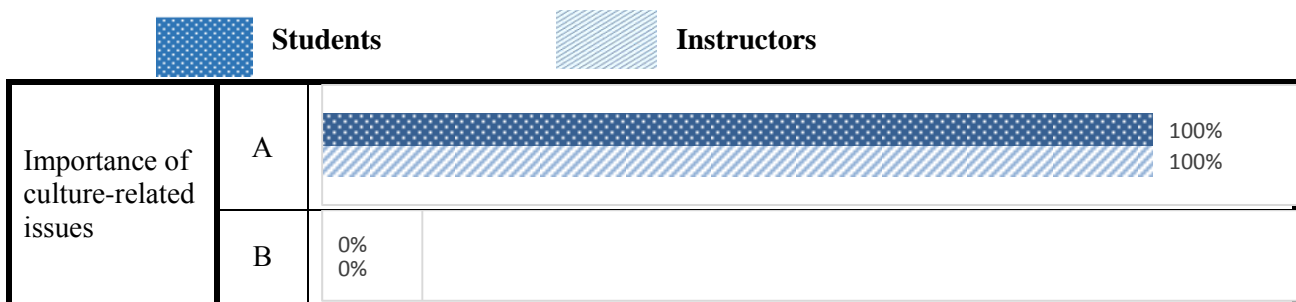 Students
Instructors
Importance of
culture-related
issues
A
100%
100%
B
0%
0%